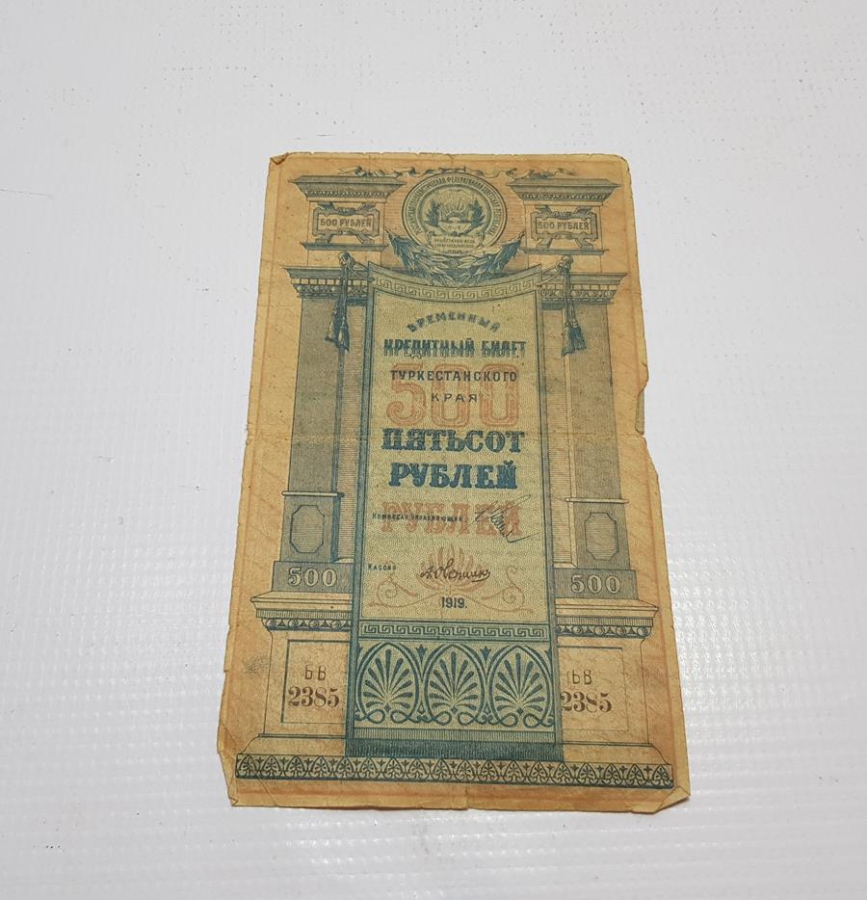 500 РУБЛЕЙ
500 РУБЛЕЙ
ВРЕМЕННЫЙ
КРЕДИТНЫЙ БИЛЕТ
ТУРКЕСТАНСКОГО
КРАЯ
500
ПЯТЬСОТ
РУБЛЕЙ
РУБЛЕЙ
КАССИР
500
500
1919.
БВ
2385
БВ
2385